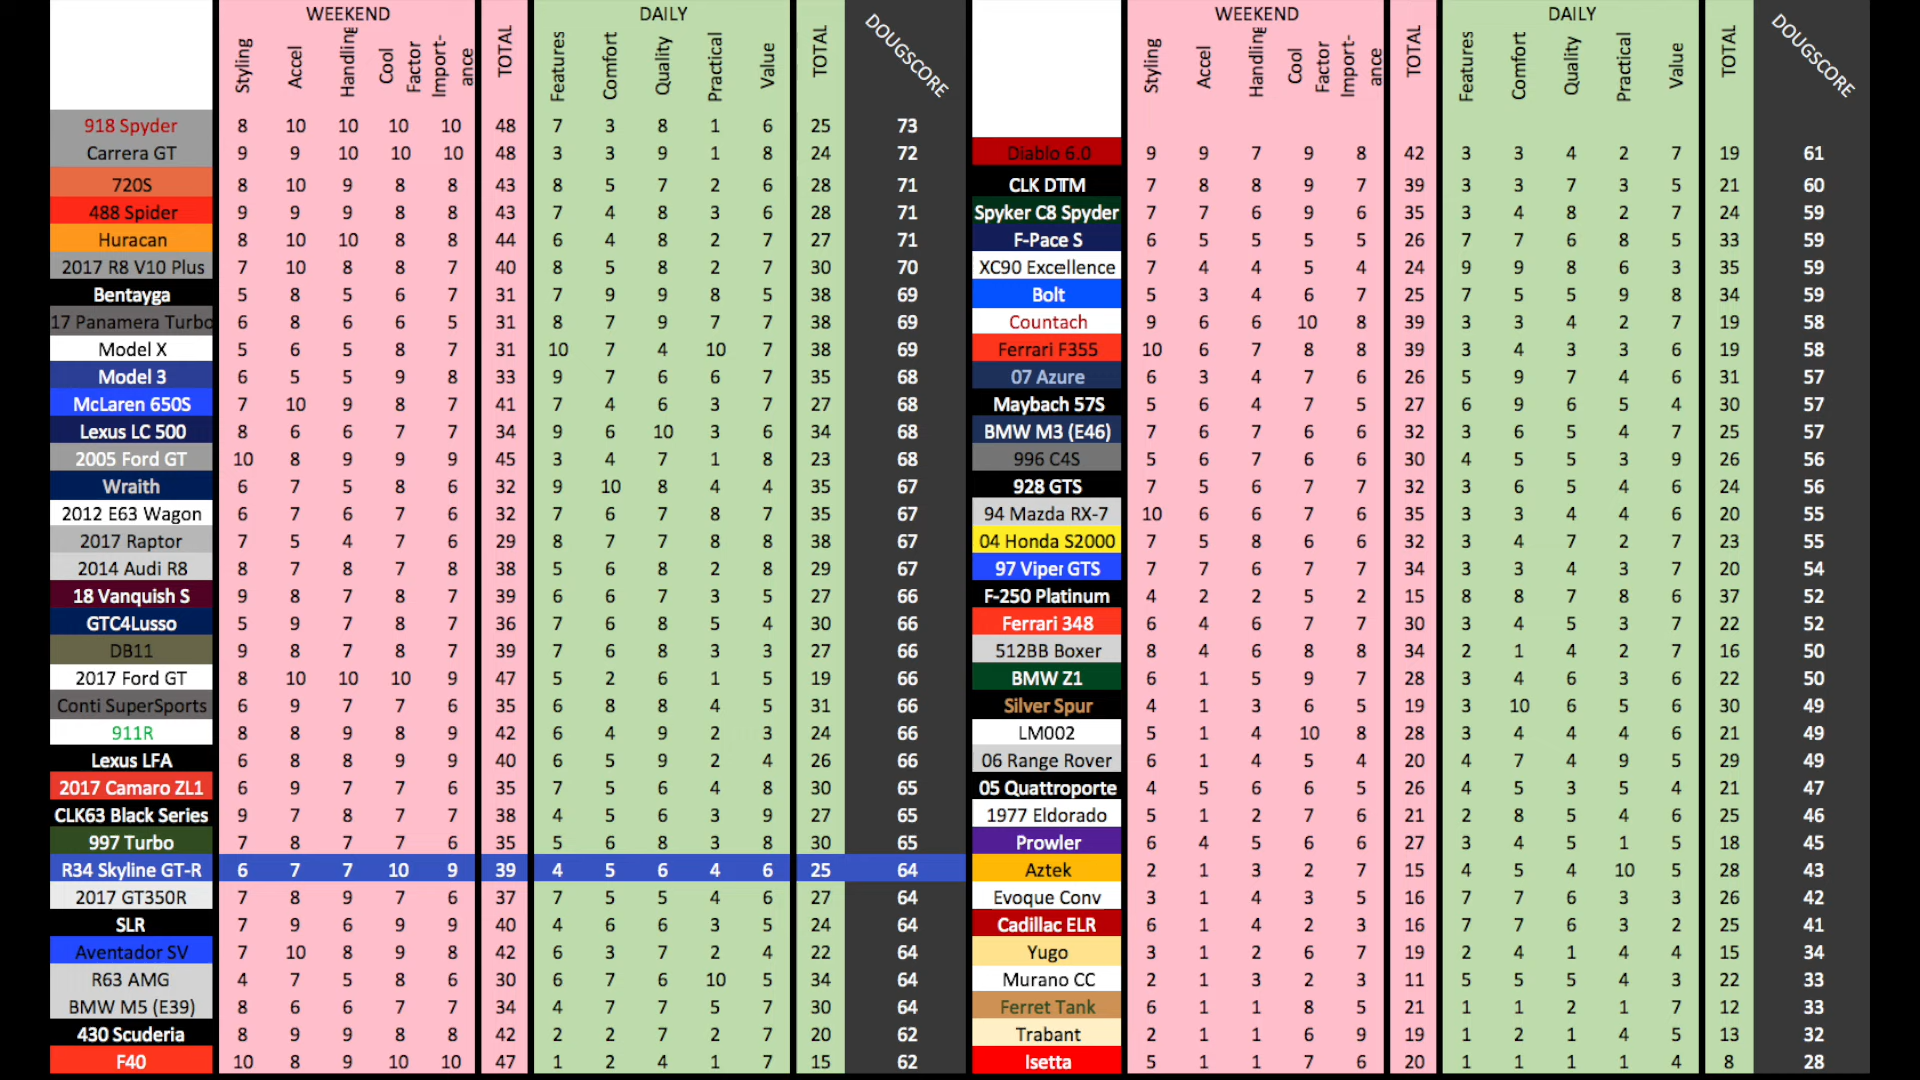 WEEKEND DAILY WEEKEND DAILY
Styling Accel Handling Cool Factor Import-ance TOTAL Features Comfort Quality Practical Value TOTAL DOUGSCORE Styling Accel Handling Cool Factor Import-ance TOTAL Features Comfort Quality Practical Value TOTAL DOUGSCORE
918 Spyder 8 10 10 10 10 48 7 3 8 1 6 25 73
Carrera GT 9 9 10 10 10 48 3 3 9 1 8 24 72 Diablo 6.0 9 9 7 9 8 42 3 3 4 2 7 19 61
720S 8 10 9 8 8 43 8 5 7 2 6 28 71 CLK DTM 7 8 8 9 7 39 3 3 7 3 5 21 60
488 Spider 9 9 9 8 8 43 7 4 8 3 6 28 71 Spyker C8 Spyder 7 7 6 9 6 35 3 4 8 2 7 24 59
Huracan 8 10 10 8 8 44 6 4 8 2 7 27 71 F-Pace S 6 5 5 5 5 26 7 7 6 8 5 33 59
2017 R8 V10 Plus 7 10 8 8 7 40 8 5 8 2 7 30 70 XC90 Excellence 7 4 4 5 4 24 9 9 8 6 3 35 59
Bentayga 5 8 5 6 7 31 7 9 9 8 5 38 69 Bolt 5 3 4 6 7 25 7 5 5 9 8 34 59
17 Panamera Turbo 6 8 6 6 5 31 8 7 9 7 7 38 69 Countach 9 6 6 10 8 39 3 3 4 2 7 19 58
Model X 5 6 5 8 7 31 10 7 4 10 7 38 69 Ferrari F355 10 6 7 8 8 39 3 4 3 3 6 19 58
Model 3 6 5 5 9 8 33 9 7 6 6 7 35 68 07 Azure 6 3 4 7 6 26 5 9 7 4 6 31 57
McLaren 650S 7 10 9 8 7 41 7 4 6 3 7 27 68 Maybach 57S 5 6 4 7 5 27 6 9 6 5 4 30 57
Lexus LC 500 8 6 6 7 7 34 9 6 10 3 6 34 68 BMW M3 (E46) 7 6 7 6 6 32 3 6 5 4 7 25 57
2005 Ford GT 10 8 9 9 9 45 3 4 7 1 8 23 68 996 C4S 5 6 7 6 6 30 4 5 5 3 9 26 56
Wraith 6 7 5 8 6 32 9 10 8 4 4 35 67 928 GTS 7 5 6 7 7 32 3 6 5 4 6 24 56
2012 E63 Wagon 6 7 6 7 6 32 7 6 7 8 7 35 67 94 Mazda RX-7 10 6 6 7 6 35 3 3 4 4 6 20 55
2017 Raptor 7 5 4 7 6 29 8 7 7 8 8 38 67 04 Honda S2000 7 5 8 6 6 32 3 4 7 2 7 23 55
2014 Audi R8 8 7 8 7 8 38 5 6 8 2 8 29 67 97 Viper GTS 7 7 6 7 7 34 3 3 4 3 7 20 54
18 Vanquish S 9 8 7 8 7 39 6 6 7 3 5 27 66 F-250 Platinum 4 2 2 5 2 15 8 8 7 8 6 37 52
GTC4Lusso 5 9 7 8 7 36 7 6 8 5 4 30 66 Ferrari 348 6 4 6 7 7 30 3 4 5 3 7 22 52
DB11 9 8 7 8 7 39 7 6 8 3 3 27 66 512BB Boxer 8 4 6 8 8 34 2 1 4 2 7 16 50
2017 Ford GT 8 10 10 10 9 47 5 2 6 1 5 19 66 BMW Z1 6 1 5 9 7 28 3 4 6 3 6 22 50
Conti SuperSports 6 9 7 7 6 35 6 8 8 4 5 31 66 Silver Spur 4 1 3 6 5 19 3 10 6 5 6 30 49
911R 8 8 9 8 9 42 6 4 9 2 3 24 66 LM002 5 1 4 10 8 28 3 4 4 4 6 21 49
Lexus LFA 6 8 8 9 9 40 6 5 9 2 4 26 66 06 Range Rover 6 1 4 5 4 20 4 7 4 9 5 29 49
2017 Camaro ZL1 6 9 7 7 6 35 7 5 6 4 8 30 65 05 Quattroporte 4 5 6 6 5 26 4 5 3 5 4 21 47
CLK63 Black Series 9 7 8 7 7 38 4 5 6 3 9 27 65 1977 Eldorado 5 1 2 7 6 21 2 8 5 4 6 25 46
997 Turbo 7 8 7 7 6 35 5 6 8 3 8 30 65 Prowler 6 4 5 6 6 27 3 4 5 1 5 18 45
R34 Skyline GT-R 6 7 7 10 9 39 4 5 6 4 6 25 64 Aztek 2 1 3 2 7 15 4 5 4 10 5 28 43
2017 GT350R 7 8 9 7 6 37 7 5 5 4 6 27 64 Evoque Conv 3 1 4 3 5 16 7 7 6 3 3 26 42
SLR 7 9 6 9 9 40 4 6 6 3 5 24 64 Cadillac ELR 6 1 4 2 3 16 7 7 6 3 2 25 41
Aventador SV 7 10 8 9 8 42 6 3 7 2 4 22 64 Yugo 3 1 2 6 7 19 2 4 1 4 4 15 34
R63 AMG 4 7 5 8 6 30 6 7 6 10 5 34 64 Murano CC 2 1 3 2 3 11 5 5 5 4 3 22 33
BMW M5 (E39) 8 6 6 7 7 34 4 7 7 5 7 30 64 Ferret Tank 6 1 1 8 5 21 1 1 2 1 7 12 33
430 Scuderia 8 9 9 8 8 42 2 2 7 2 7 20 62 Trabant 2 1 1 6 9 19 1 2 1 4 5 13 32
F40 10 8 9 10 10 47 1 2 4 1 7 15 62 Isetta 5 1 1 7 6 20 1 1 1 1 4 8 28